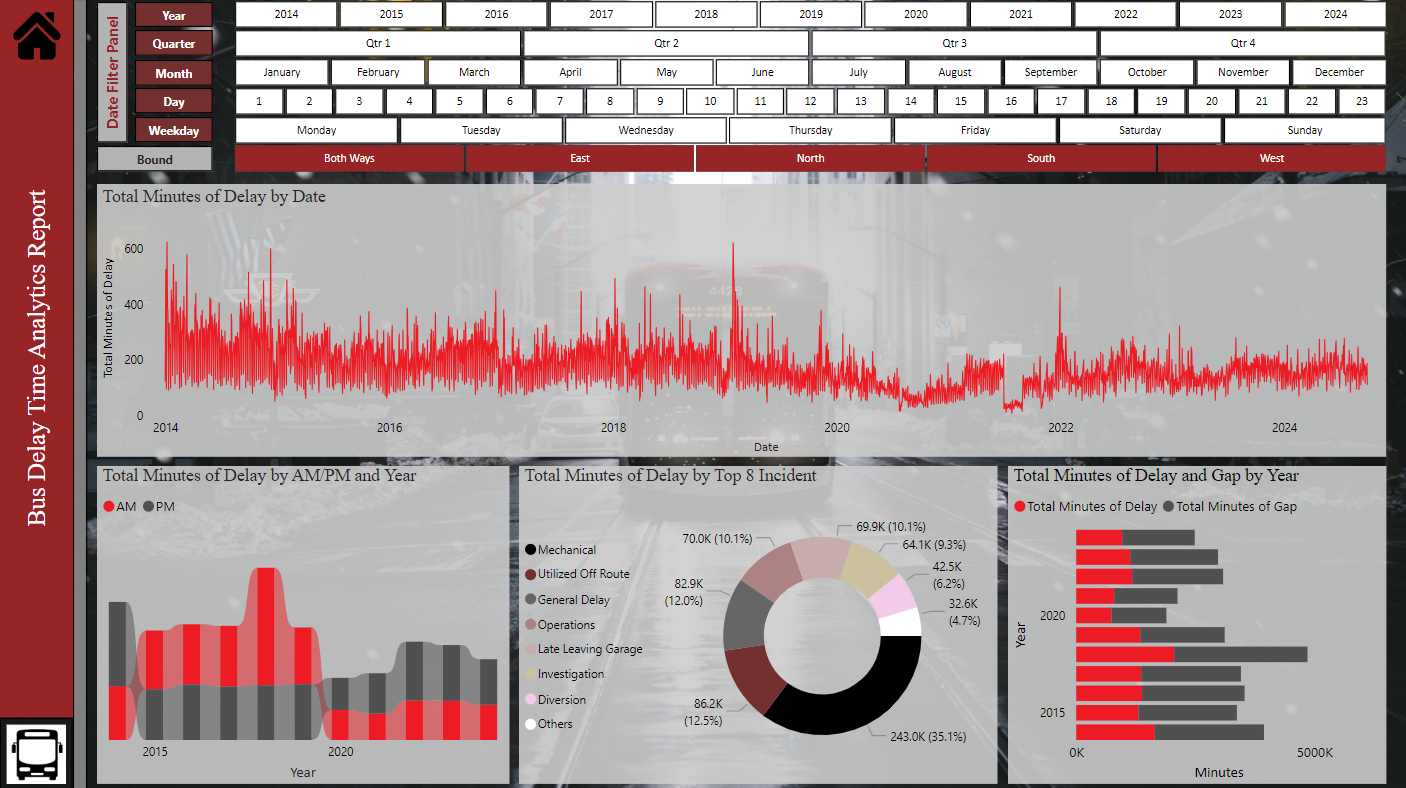 Bus Delay Time Analytics Report
Date Filter Panel
Year 2014 2015 2016 2017 2018 2019 2020 2021 2022 2023 2024
Quarter Qtr 1 Qtr 2 Qtr 3 Qtr 4
Month January February March April May June July August September October November December
Day 1 2 3 4 5 6 7 8 9 10 11 12 13 14 15 16 17 18 19 20 21 22 23
Weekday Monday Tuesday Wednesday Thursday Friday Saturday Sunday
Bound Both Ways East North South West
Total Minutes of Delay by Date
Total Minutes of Delay
600
400
200
0
2014 2016 2018 2020 2022 2024
Date
Total Minutes of Delay by AM/PM and Year
AM PM
2015 2020
Year
Total Minutes of Delay by Top 8 Incident
Mechanical
Utilized Off Route
General Delay
Operations
Late Leaving Garage
Investigation
Diversion
Others
69.9K (10.1%)
70.0K (10.1%)
64.1K (9.3%)
42.5K
(6.2%)
82.9K
(12.0%)
32.6K
(4.7%)
86.2K
(12.5%)
243.0K (35.1%)
Total Minutes of Delay and Gap by Year
Total Minutes of Delay Total Minutes of Gap
Year
2020
2015
0K 5000K
Minutes